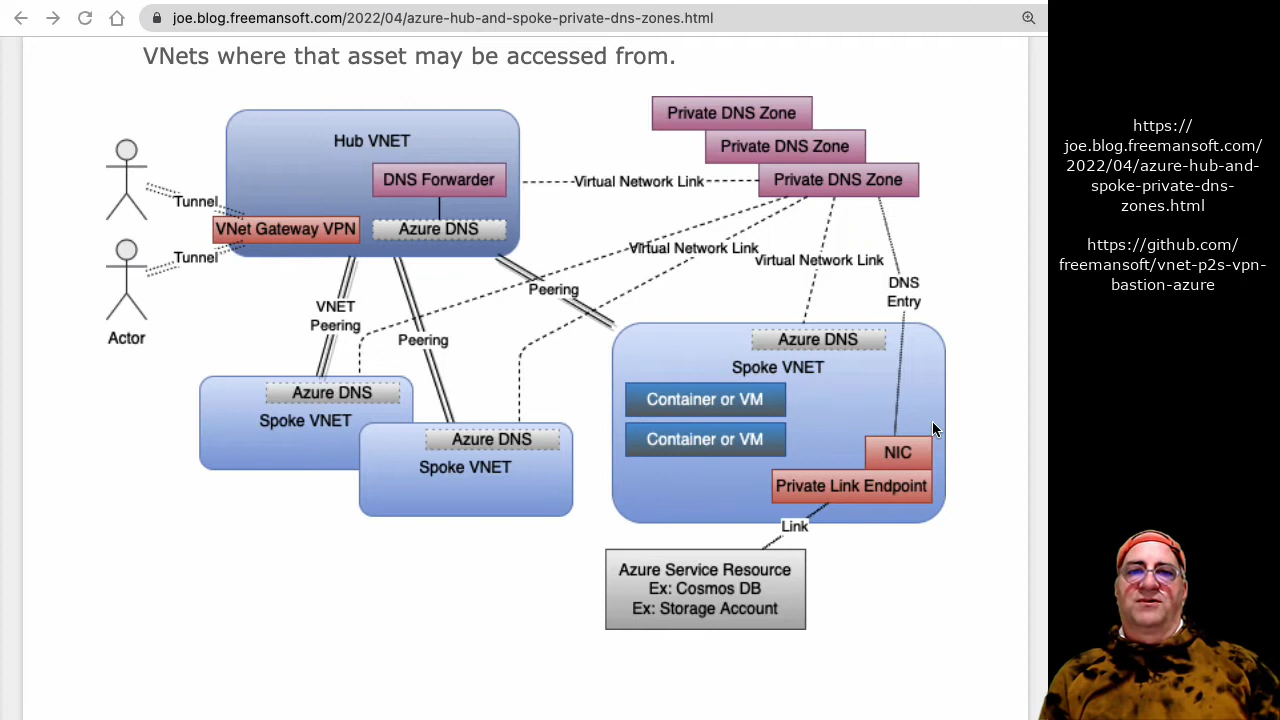 joe.blog.freemansoft.com/2022/04/azure-hub-and-spoke-private-dns-zones.html
VNets where that asset may be accessed from.
Private DNS Zone
Hub VNET
Private DNS Zone
DNS Forwarder
Virtual Network Link
Private DNS Zone
Tunnel
VNet Gateway VPN
Azure DNS
Virtual Network Link
Tunnel
Virtual Network Link
Peering
DNS
Entry
VNET
Peering
Actor
Peering
Azure DNS
Spoke VNET
Azure DNS
Spoke VNET
Container or VM
Azure DNS
Spoke VNET
Container or VM
NIC
Private Link Endpoint
Link
Azure Service Resource
Ex: Cosmos DB
Ex: Storage Account
https://
joe.blog.freemansoft.com/
2022/04/azure-hub-and-
spoke-private-dns-
zones.html
https://github.com/
freemansoft/vnet-p2s-vpn-
bastion-azure